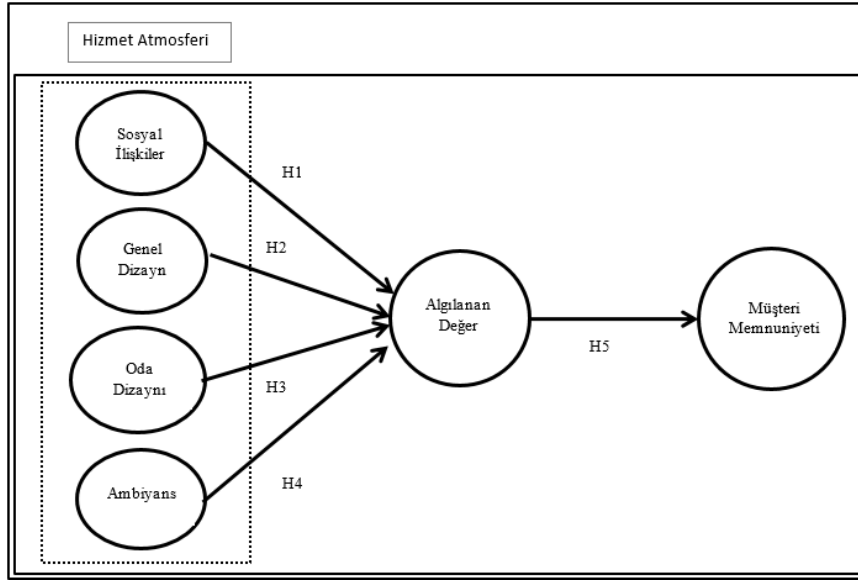 Hizmet Atmosferi
Sosyal
İlişkiler
H1
Genel
Dizayn
H2
Algılanan
Değer
Müşteri
Memnuniyeti
H5
Oda
Dizaynı
H3
Ambiyans
H4